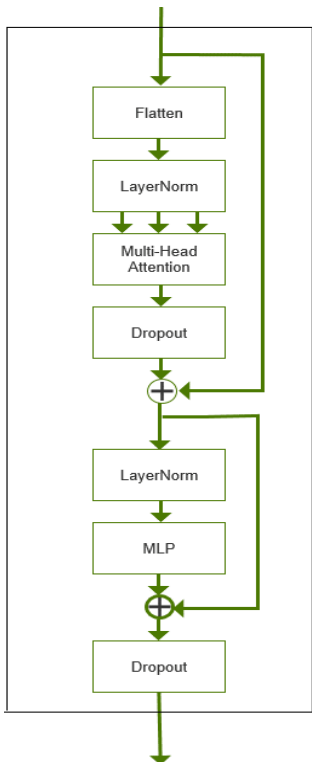 Flatten
LayerNorm
Multi-Head
Attention
Dropout
LayerNorm
MLP
Dropout